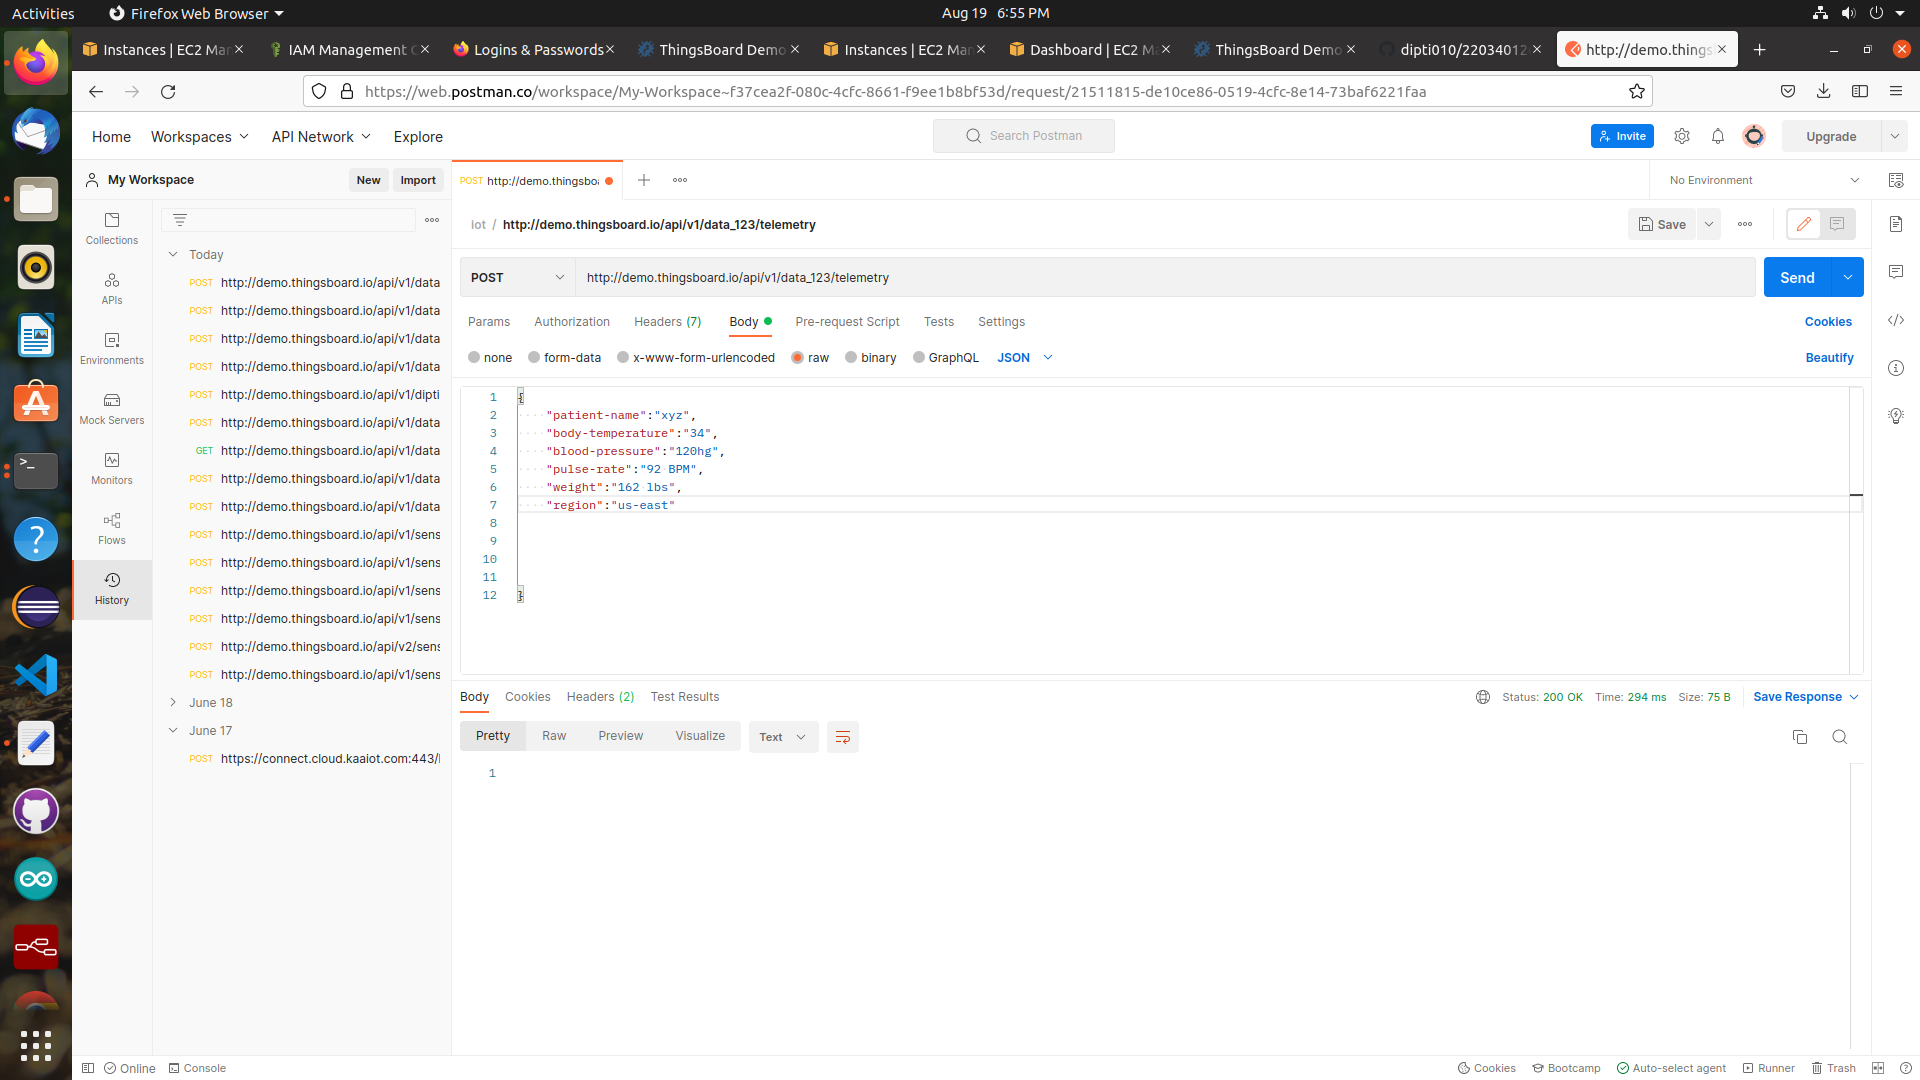 Activities
Firefox Web Browser
Aug 19 6:55 PM
Instances | EC2 Mar
IAM Management C
Logins & Passwords
ThingsBoard Demo
Instances | EC2 Mar
Dashboard | EC2 M
ThingsBoard Demo
dipti010/22034012
http://demo.things
https://web.postman.co/workspace/My-Workspace~f37cea2f-080c-4cfc-8661-f9ee1b8bf53d/request/21511815-de10ce86-0519-4cfc-8e14-73baf6221faa
Home
Workspaces
API Network
Explore
Search Postman
Invite
Upgrade
My Workspace
New
Import
POST http://demo.thingsboa
No Environment
Collections
APIs
Environments
Mock Servers
Monitors
Flows
History
Today
POST http://demo.thingsboard.io/api/v1/data
POST http://demo.thingsboard.io/api/v1/data
POST http://demo.thingsboard.io/api/v1/data
POST http://demo.thingsboard.io/api/v1/data
POST http://demo.thingsboard.io/api/v1/dipti
POST http://demo.thingsboard.io/api/v1/data
GET http://demo.thingsboard.io/api/v1/data
POST http://demo.thingsboard.io/api/v1/data
POST http://demo.thingsboard.io/api/v1/data
POST http://demo.thingsboard.io/api/v1/sens
POST http://demo.thingsboard.io/api/v1/sens
POST http://demo.thingsboard.io/api/v1/sens
POST http://demo.thingsboard.io/api/v1/sens
POST http://demo.thingsboard.io/api/v2/sens
POST http://demo.thingsboard.io/api/v1/sens
June 18
June 17
POST https://connect.cloud.kaaiot.com:443/l
Iot / http://demo.thingsboard.io/api/v1/data_123/telemetry
Save
POST
http://demo.thingsboard.io/api/v1/data_123/telemetry
Send
Params
Authorization
Headers (7)
Body
Pre-request Script
Tests
Settings
Cookies
none
form-data
x-www-form-urlencoded
raw
binary
GraphQL
JSON
Beautify
1 {
2 "patient-name":"xyz",
3 "body-temperature":"34",
4 "blood-pressure":"120hg",
5 "pulse-rate":"92 BPM",
6 "weight":"162 lbs",
7 "region":"us-east"
8
9
10
11
12 }
Body
Cookies
Headers (2)
Test Results
Status: 200 OK
Time: 294 ms
Size: 75 B
Save Response
Pretty
Raw
Preview
Visualize
Text
1
Online
Console
Cookies
Bootcamp
Auto-select agent
Runner
Trash